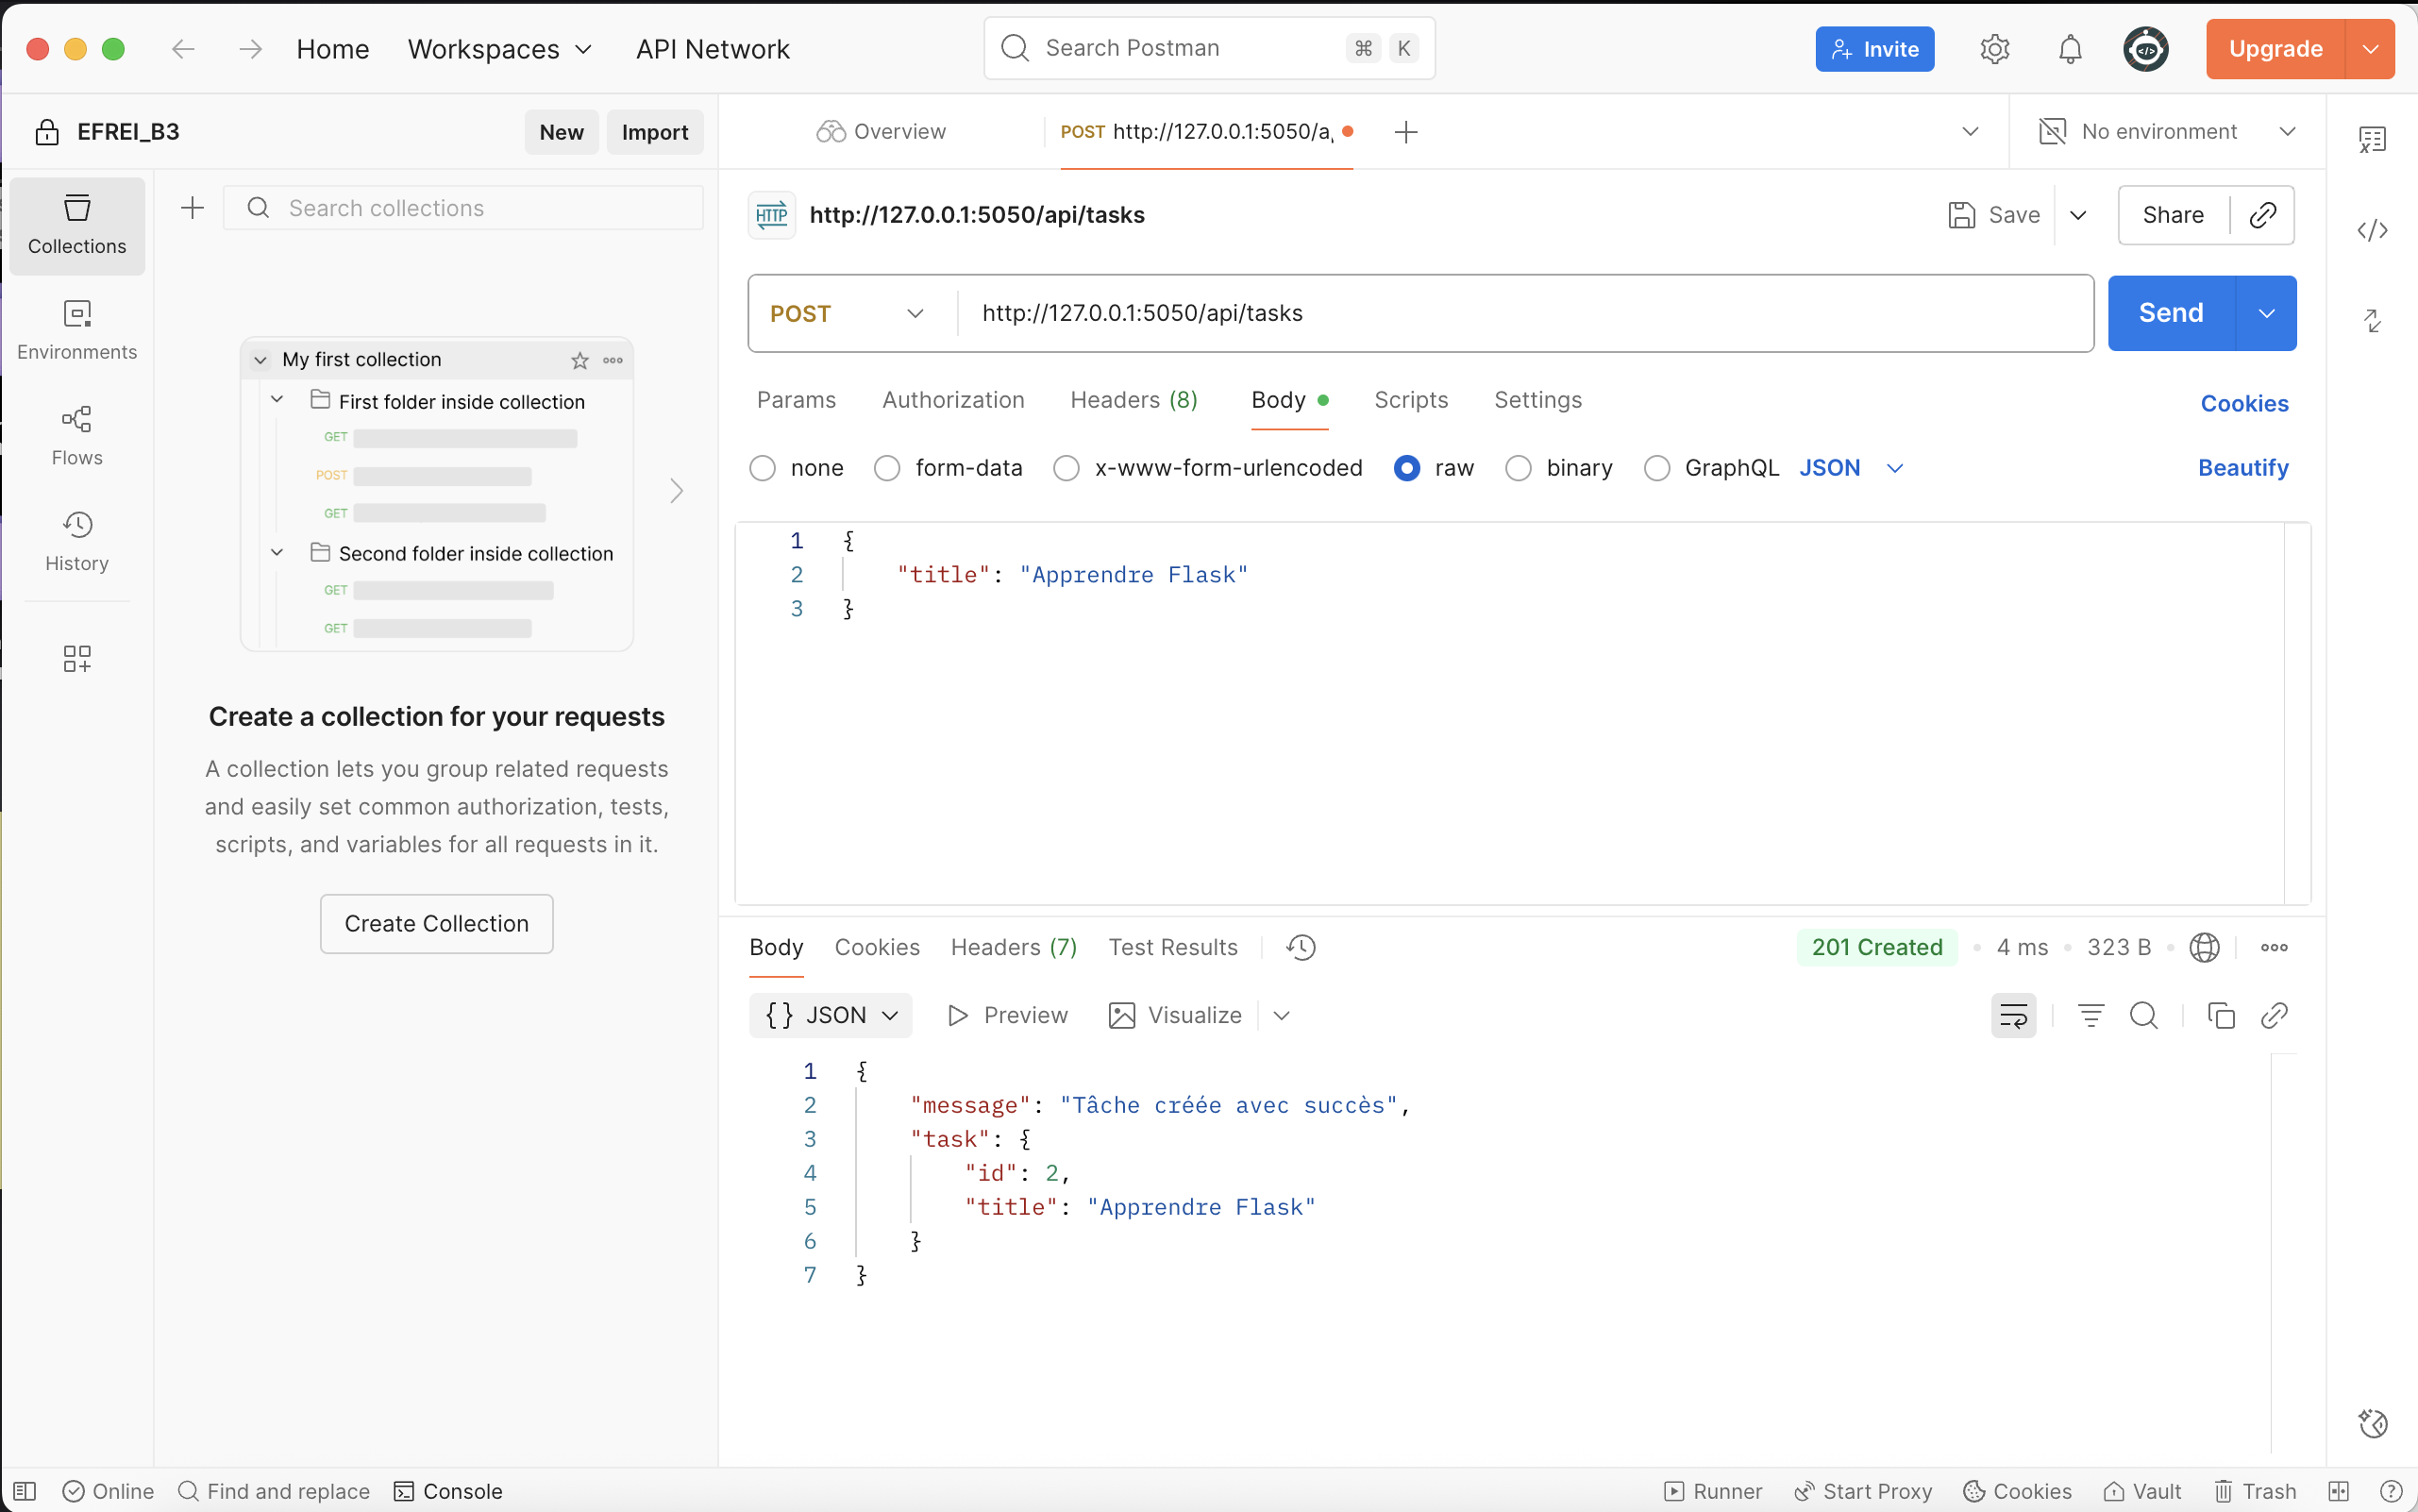 Home Workspaces API Network Search Postman ⌘ K Invite Upgrade
EFREI_B3 New Import Overview POST http://127.0.0.1:5050/a No environment
Collections Search collections
http://127.0.0.1:5050/api/tasks Save Share
Environments
POST http://127.0.0.1:5050/api/tasks Send
Flows
History
My first collection
First folder inside collection
GET
POST
GET
Second folder inside collection
GET
GET
Create a collection for your requests
A collection lets you group related requests
and easily set common authorization, tests,
scripts, and variables for all requests in it.
Create Collection
Params Authorization Headers (8) Body Scripts Settings Cookies
none form-data x-www-form-urlencoded raw binary GraphQL JSON Beautify
1 {
2 "title": "Apprendre Flask"
3 }
Body Cookies Headers (7) Test Results 201 Created 4 ms 323 B
{} JSON Preview Visualize
1 {
2 "message": "Tâche créée avec succès",
3 "task": {
4 "id": 2,
5 "title": "Apprendre Flask"
6 }
7 }
Online Find and replace Console Runner Start Proxy Cookies Vault Trash